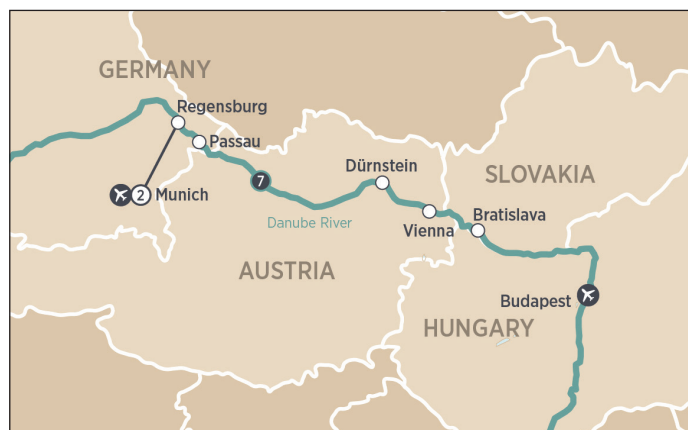 GERMANY
Regensburg
Passau
2
Munich
7
Dürnstein
SLOVAKIA
Danube River
Vienna
Bratislava
AUSTRIA
Budapest
HUNGARY